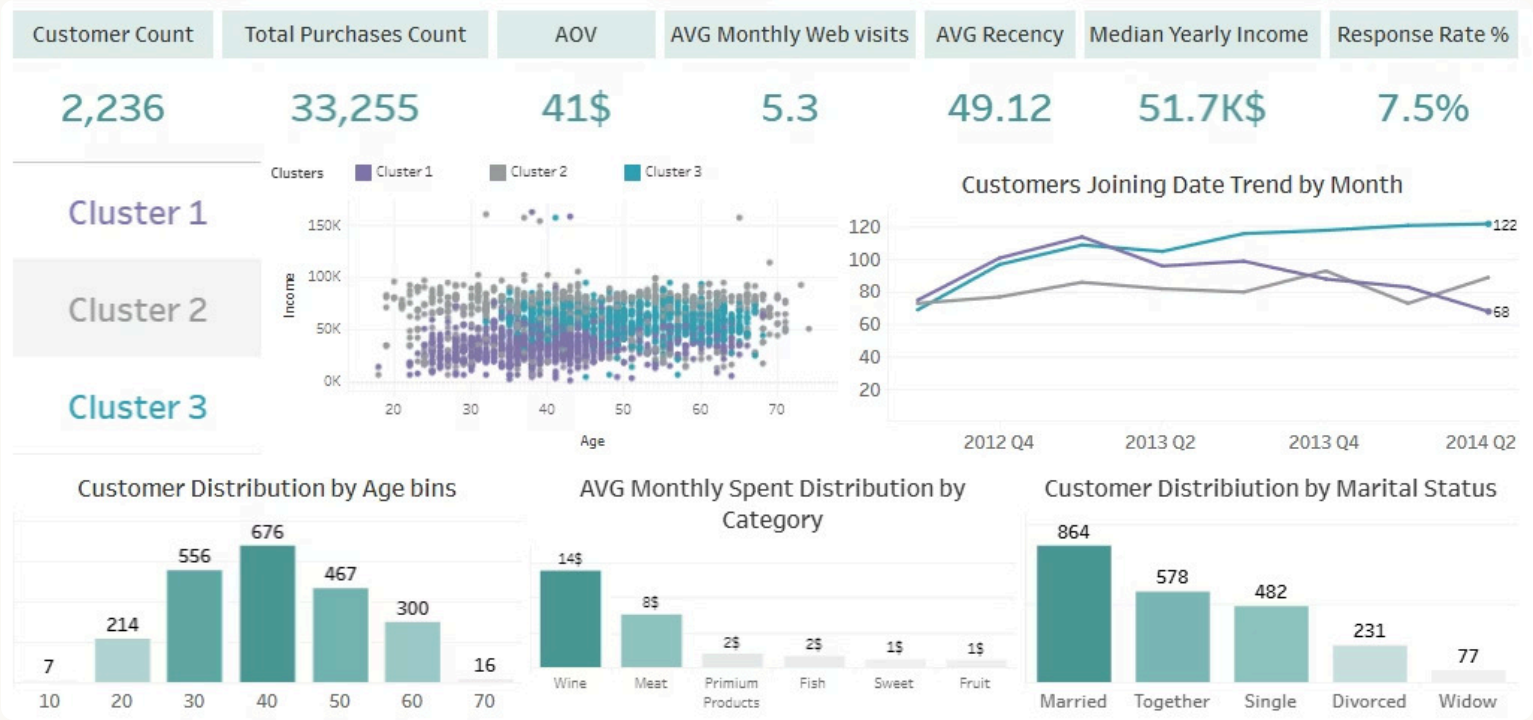 Customer Count
Total Purchases Count
AOV
AVG Monthly Web visits
AVG Recency
Median Yearly Income
Response Rate %
2,236
33,255
41$
5.3
49.12
51.7K$
7.5%
Cluster 1
Cluster 2
Cluster 3
Clusters
Cluster 1
Cluster 2
Cluster 3
150K
100K
50K
0K
Income
20
30
40
50
60
70
Age
Customers Joining Date Trend by Month
120
100
80
60
40
20
122
68
2012 Q4
2013 Q2
2013 Q4
2014 Q2
Customer Distribution by Age bins
7
214
556
676
467
300
16
10
20
30
40
50
60
70
AVG Monthly Spent Distribution by
Category
14$
8$
2$
2$
1$
1$
Wine
Meat
Primium
Products
Fish
Sweet
Fruit
Customer Distribiution by Marital Status
864
578
482
231
77
Married
Together
Single
Divorced
Widow